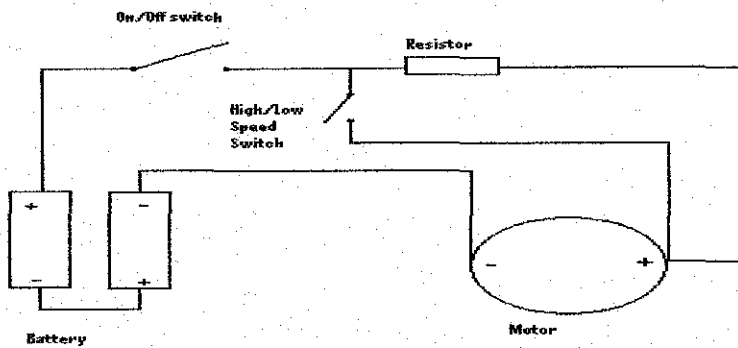 On/Off switch
Resistor
High/low
Speed
Switch
+
-
-
+
-
+
Battery
Motor